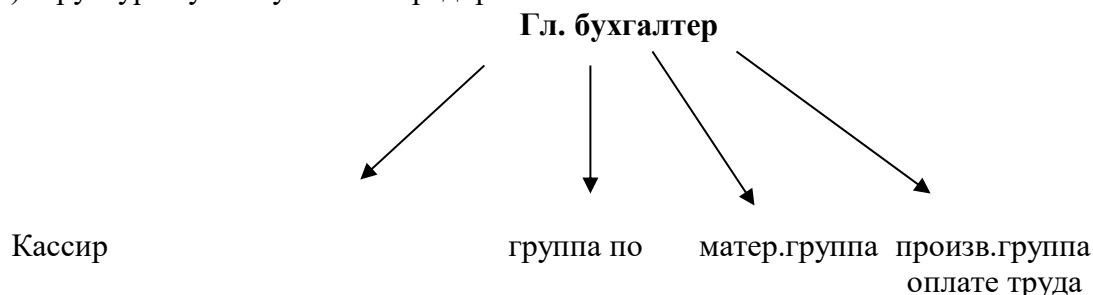 Гл. бухгалтер
Кассир группа по матер.группа произв.группа
оплате труда